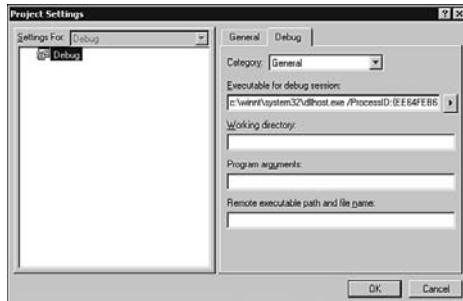 Project Settings
Settings For: Debug
Debug
General Debug
Category: General
Executable for debug session:
c:\winnt\system32\dllhost.exe /ProcessID:{EE64FEB6
Working directory:
Program arguments:
Remote executable path and file name:
OK Cancel